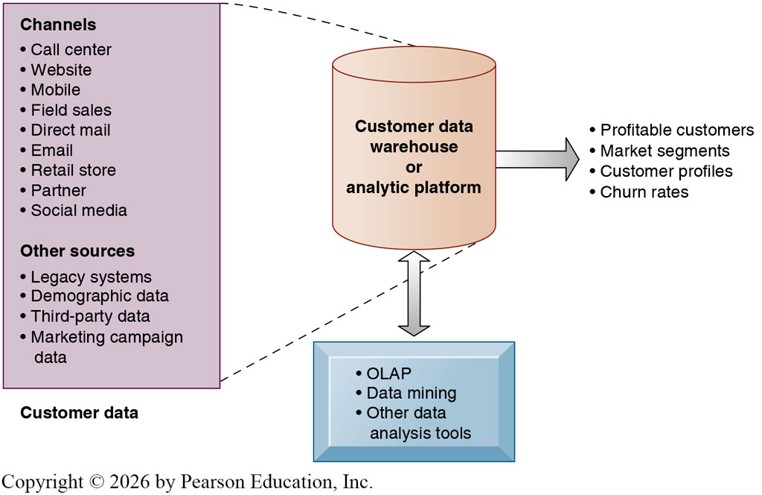 Channels
• Call center
• Website
• Mobile
• Field sales
• Direct mail
• Email
• Retail store
• Partner
• Social media
Other sources
• Legacy systems
• Demographic data
• Third-party data
• Marketing campaign
data
Customer data
Customer data
warehouse
or
analytic platform
• Profitable customers
• Market segments
• Customer profiles
• Churn rates
• OLAP
• Data mining
• Other data
analysis tools
Copyright © 2026 by Pearson Education, Inc.